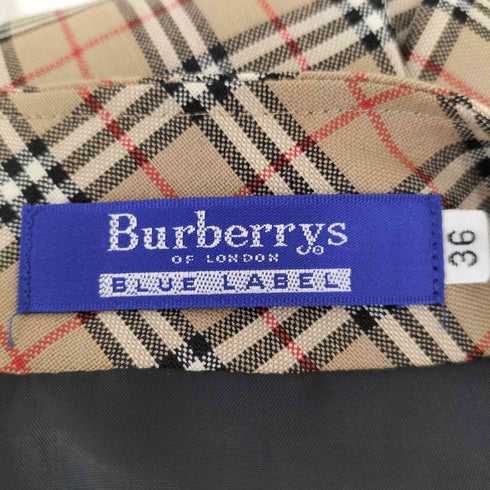 Burberrys
OF LONDON
BLUE LABEL
36